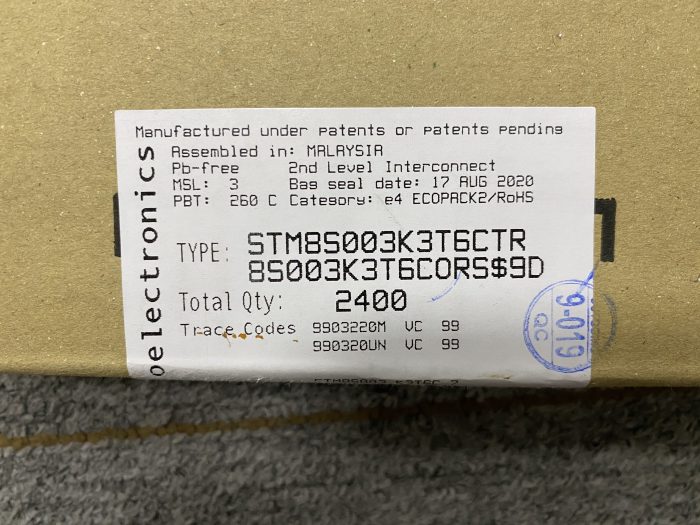 Manufactured under patents or patents pending
Assembled in: MALAYSIA
Pb-free 2nd Level Interconnect
MSL: 3 Bag seal date: 17 AUG 2020
PBT: 260 C Category: e4 ECOPACK2/RoHS
oelectronics
TYPE: STM8S003K3T6CTR
8S003K3T6CORS$9D
Total Qty: 2400
Trace Codes 9903220M VC 99
990320UN VC 99
9-019
QC